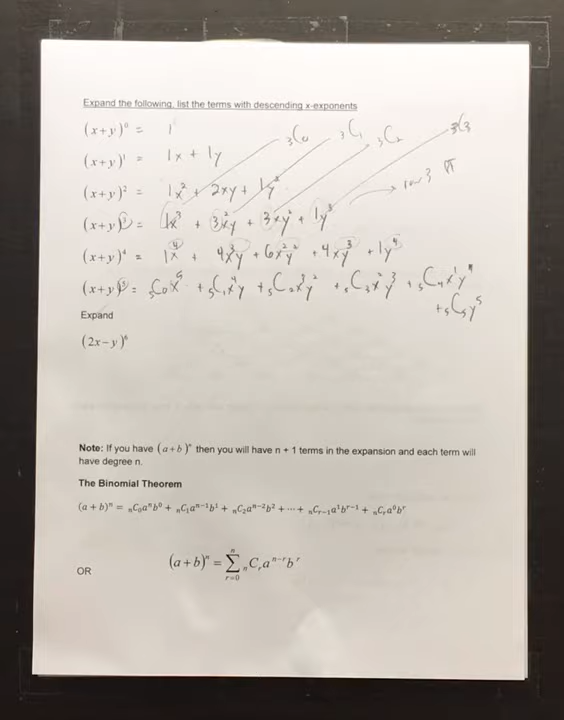 Expand the following, list the terms with descending x-exponents
₃C₀ ₃C₁ ₃C₂ ₃C₃
(x+y)⁰ = 1
(x+y)¹ = 1x + 1y
(x+y)² = 1x² + 2xy + 1y²
→ row 3
(x+y)³ = 1x³ + 3x²y + 3xy² + 1y³
(x+y)⁴ = 1x⁴ + 4x³y + 6x²y² + 4xy³ + 1y⁴
(x+y)⁵ = ₅C₀x⁵ + ₅C₁x⁴y + ₅C₂x³y² + ₅C₃x²y³ + ₅C₄x¹y⁴
+ ₅C₅y⁵
Expand
(2x−y)⁶
Note: If you have (a+b)ⁿ then you will have n + 1 terms in the expansion and each term will
have degree n.
The Binomial Theorem
(a + b)ⁿ = ₙC₀aⁿb⁰ + ₙC₁aⁿ⁻¹b¹ + ₙC₂aⁿ⁻²b² + ⋯ + ₙCᵣ₋₁a¹bʳ⁻¹ + ₙCᵣa⁰bʳ
(a+b)ⁿ = Σⁿᵣ₌₀ ₙCᵣaⁿ⁻ʳbʳ
OR